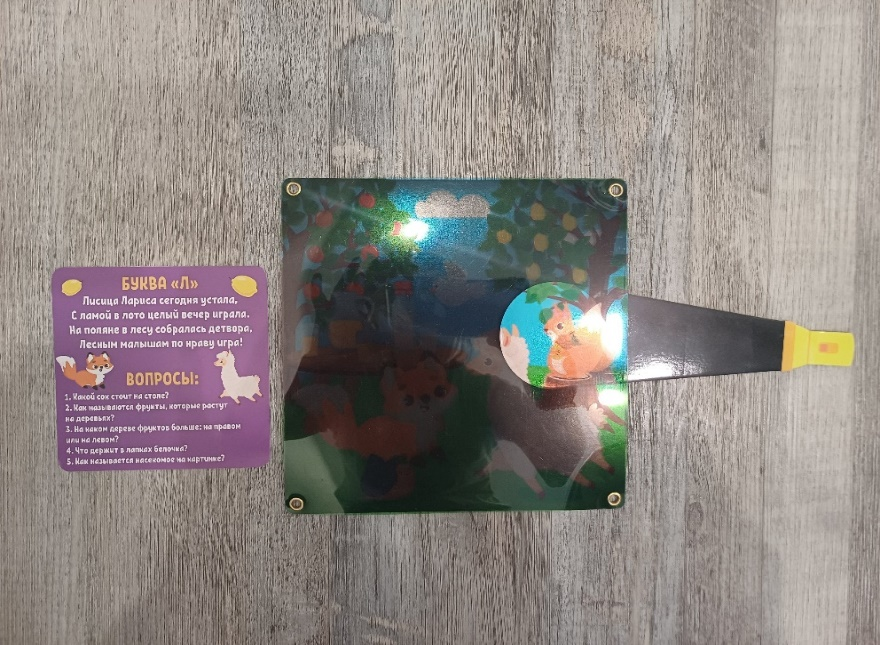 БУКВА «Л»
Лисица Лариса сегодня устала,
С ламой в лото целый вечер играла.
На поляне в лесу собралась детвора,
Лесным малышам по нраву игра!
ВОПРОСЫ:
1. Какой сок стоит на столе?
2. Как называются фрукты, которые растут
на деревьях?
3. На каком дереве фруктов больше: на правом
или на левом?
4. Что держит в лапках белочка?
5. Как называется насекомое на картинке?